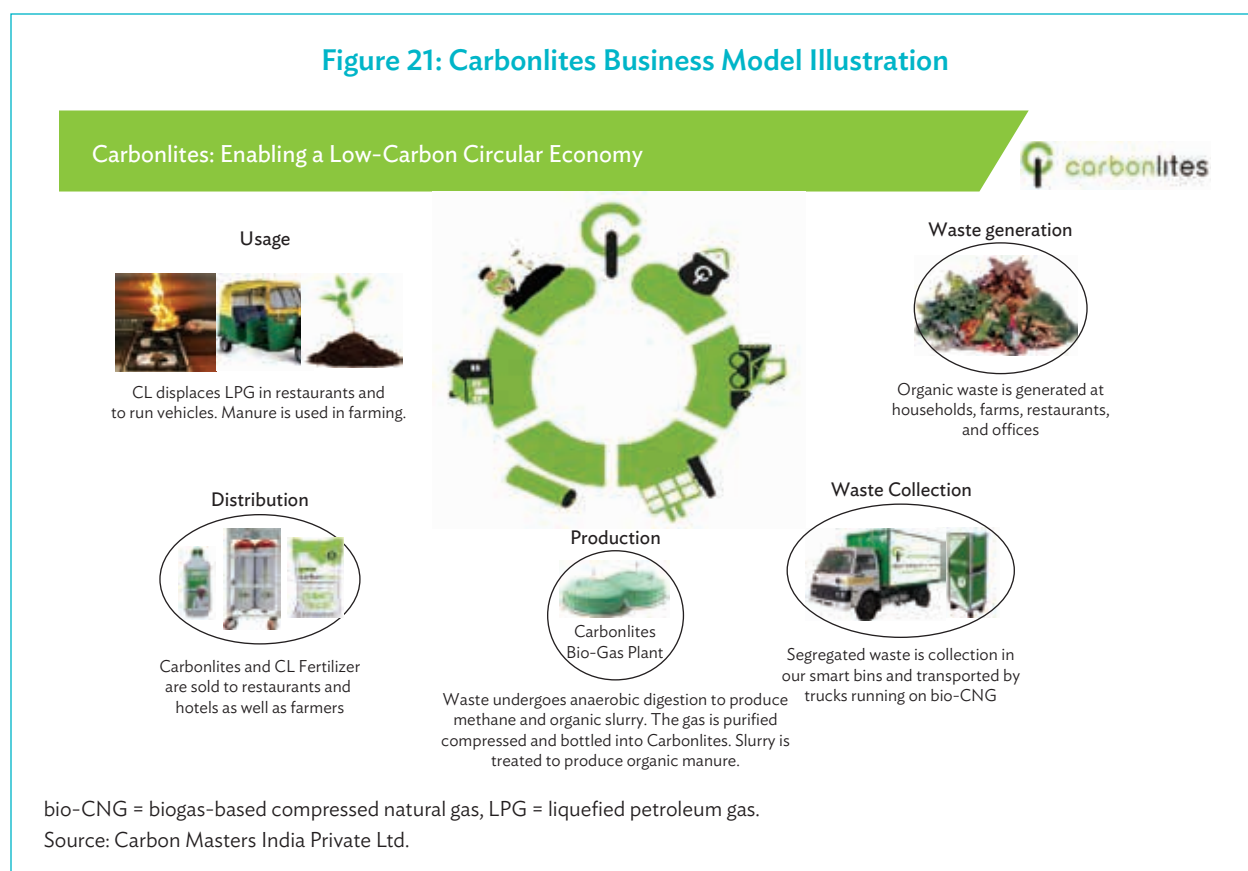 Figure 21: Carbonlites Business Model Illustration
Carbonlites: Enabling a Low-Carbon Circular Economy
carbonlites
Usage
CL displaces LPG in restaurants and
to run vehicles. Manure is used in farming.
Waste generation
Organic waste is generated at
households, farms, restaurants,
and offices
Distribution
Carbonlites and CL Fertilizer
are sold to restaurants and
hotels as well as farmers
Production
Carbonlites
Bio-Gas Plant
Waste undergoes anaerobic digestion to produce
methane and organic slurry. The gas is purified
compressed and bottled into Carbonlites. Slurry is
treated to produce organic manure.
Waste Collection
Segregated waste is collection in
our smart bins and transported by
trucks running on bio-CNG
bio-CNG = biogas-based compressed natural gas, LPG = liquefied petroleum gas.
Source: Carbon Masters India Private Ltd.